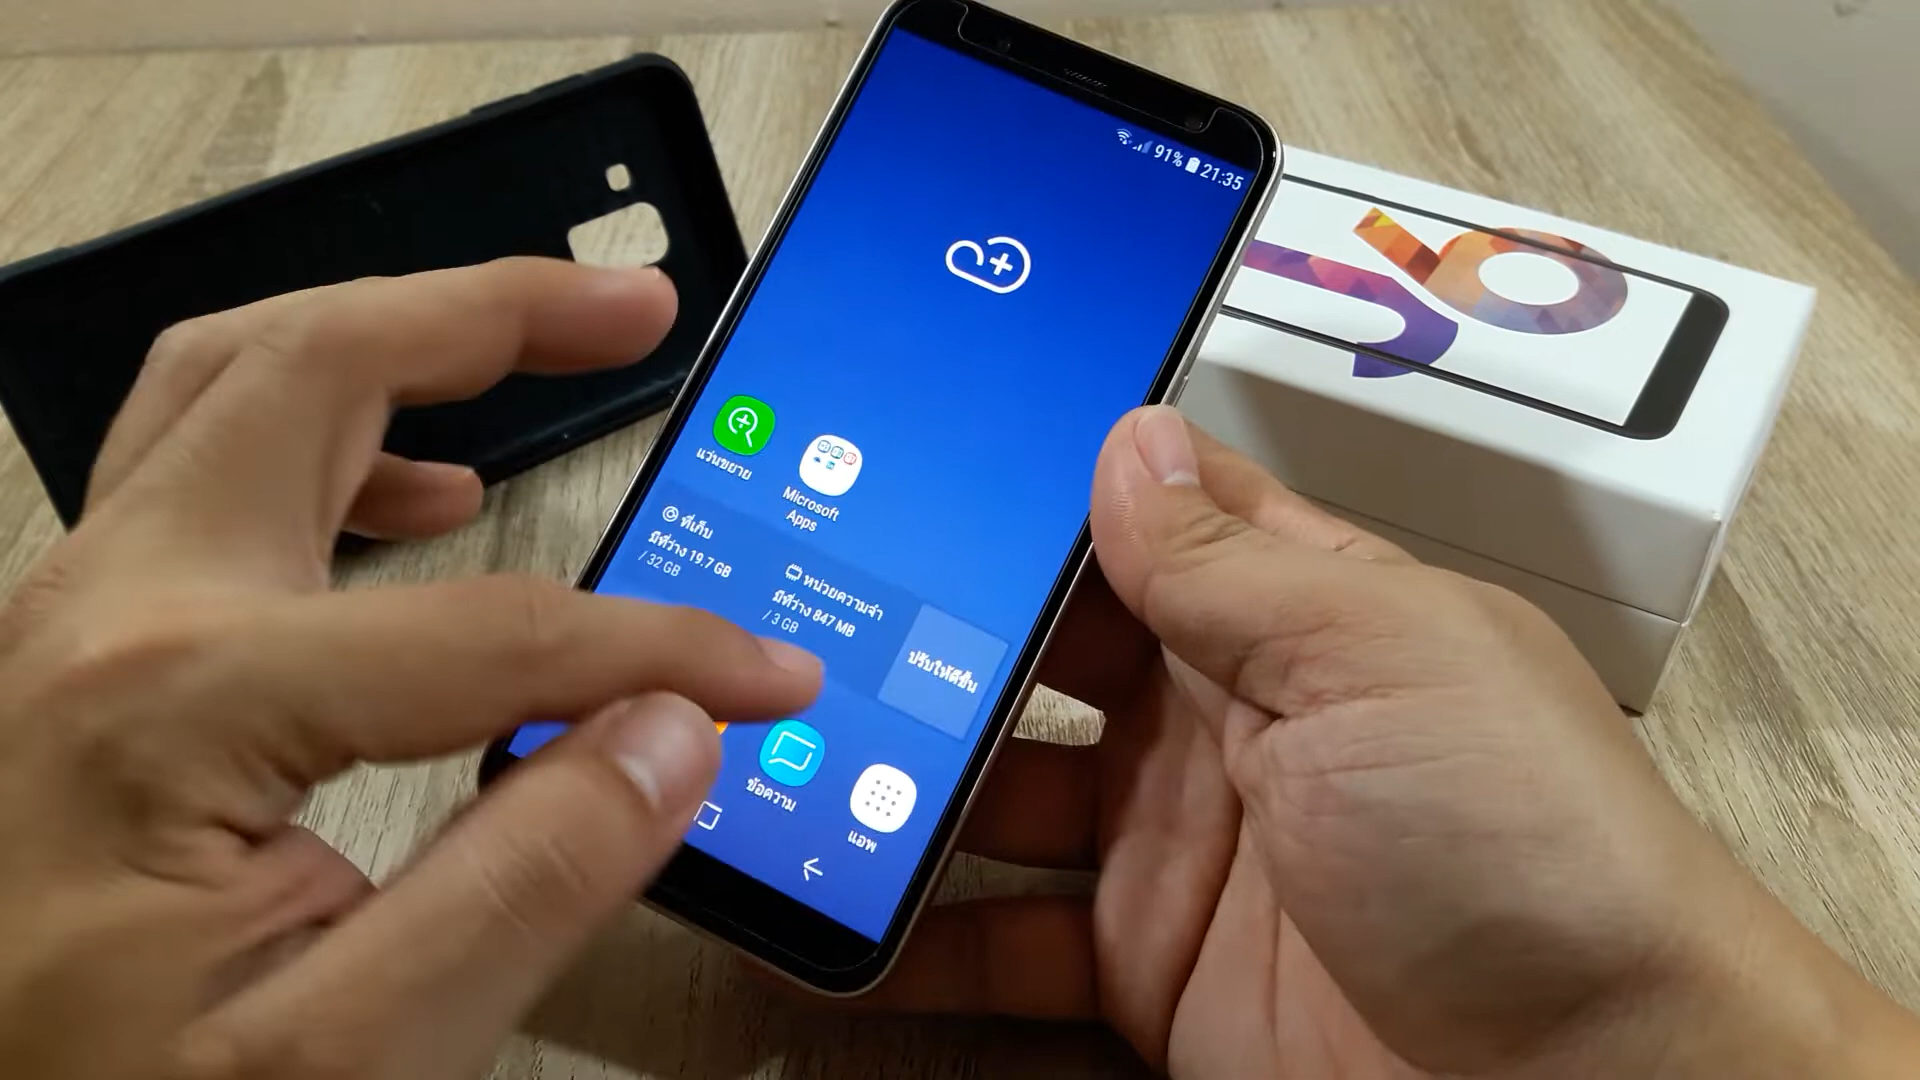 91% 21:35
J6
แว่นขยาย
Microsoft
Apps
ที่เก็บ
มีที่ว่าง 19.7 GB
/ 32 GB
หน่วยความจำ
มีที่ว่าง 847 MB
/ 3 GB
ปรับให้ดีขึ้น
ข้อความ
แอพ